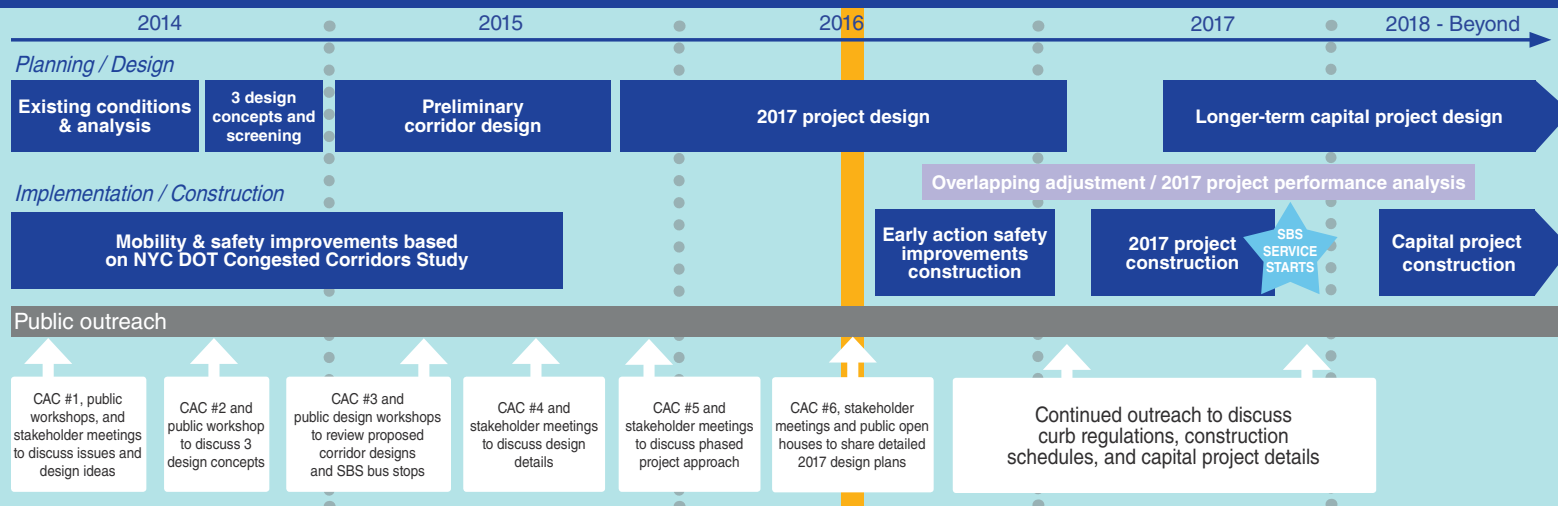 2014
2015
2016
2017
2018 - Beyond
Planning / Design
Existing conditions
& analysis
3 design
concepts and
screening
Preliminary
corridor design
2017 project design
Longer-term capital project design
Overlapping adjustment / 2017 project performance analysis
Implementation / Construction
Mobility & safety improvements based
on NYC DOT Congested Corridors Study
Early action safety
improvements
construction
2017 project
construction
SBS
SERVICE
STARTS
Capital project
construction
Public outreach
CAC #1, public
workshops, and
stakeholder meetings
to discuss issues and
design ideas
CAC #2 and
public workshop
to discuss 3
design concepts
CAC #3 and
public design workshops
to review proposed
corridor designs
and SBS bus stops
CAC #4 and
stakeholder meetings
to discuss design
details
CAC #5 and
stakeholder meetings
to discuss phased
project approach
CAC #6, stakeholder
meetings and public open
houses to share detailed
2017 design plans
Continued outreach to discuss
curb regulations, construction
schedules, and capital project details